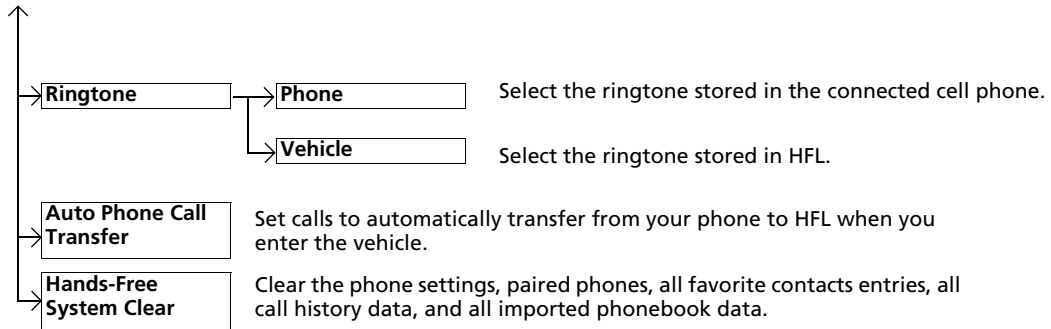 Ringtone
Phone
Select the ringtone stored in the connected cell phone.
Vehicle
Select the ringtone stored in HFL.
Auto Phone Call
Transfer
Set calls to automatically transfer from your phone to HFL when you
enter the vehicle.
Hands-Free
System Clear
Clear the phone settings, paired phones, all favorite contacts entries, all
call history data, and all imported phonebook data.